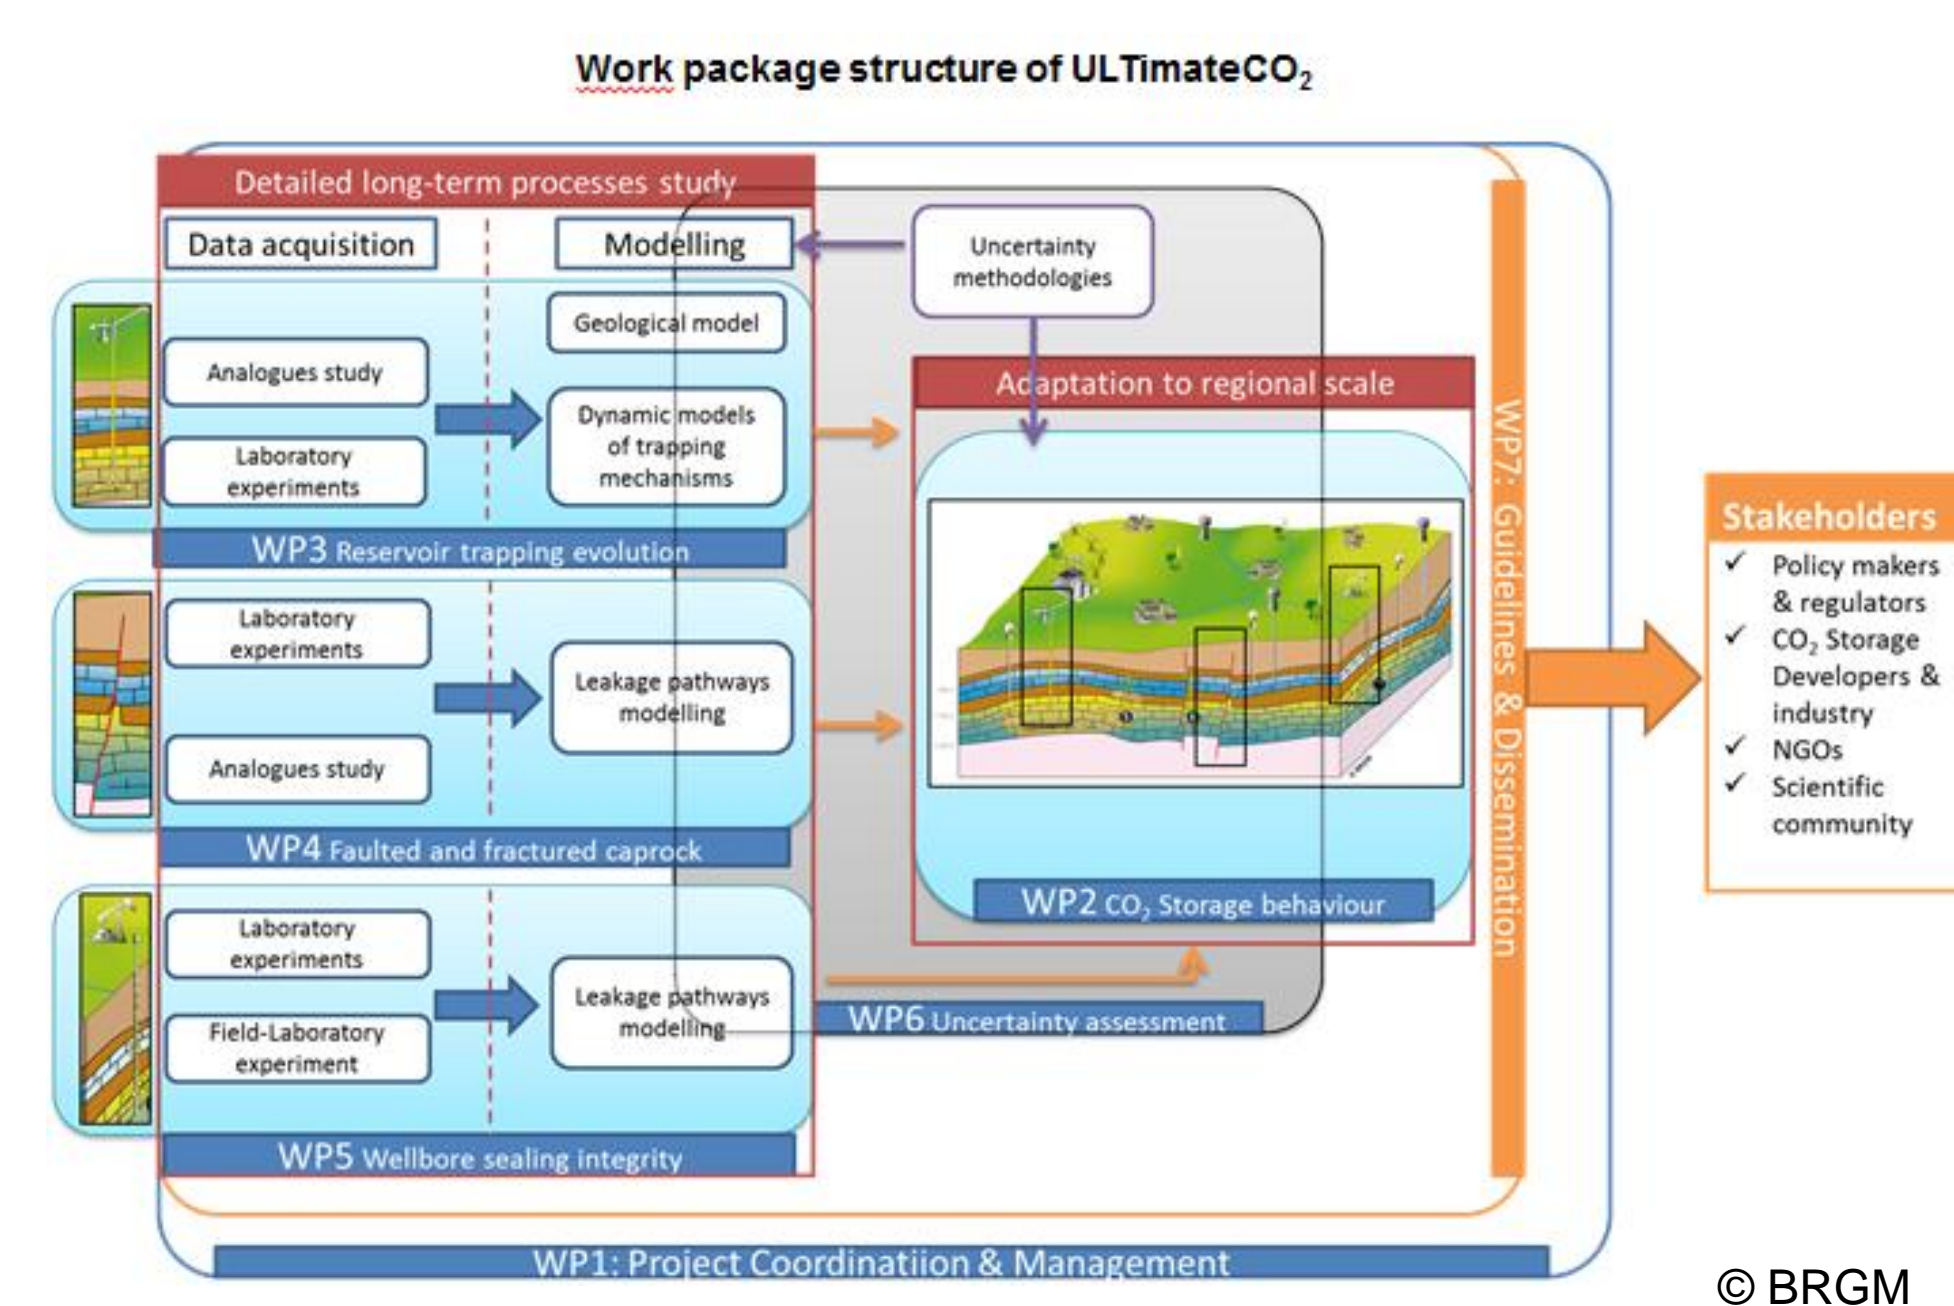 Work package structure of ULTimateCO₂
Detailed long-term processes study
Data acquisition
Modelling
Uncertainty
methodologies
Geological model
Analogues study
Dynamic models
of trapping
mechanisms
Laboratory
experiments
WP3 Reservoir trapping evolution
Adaptation to regional scale
Laboratory
experiments
Leakage pathways
modelling
Analogues study
WP4 Faulted and fractured caprock
WP2 CO₂ Storage behaviour
Laboratory
experiments
Leakage pathways
modelling
Field-Laboratory
experiment
WP6 Uncertainty assessment
WP5 Wellbore sealing integrity
WP7: Guidelines & Dissemination
Stakeholders
✓ Policy makers
& regulators
✓ CO₂ Storage
Developers &
industry
✓ NGOs
✓ Scientific
community
WP1: Project Coordinatiion & Management
© BRGM